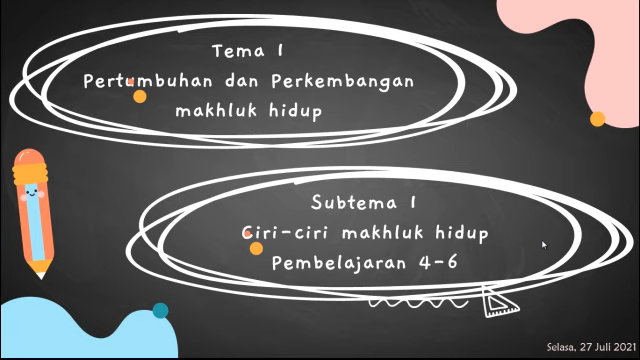 Tema 1
Pertumbuhan dan Perkembangan
makhluk hidup
Subtema 1
Ciri-ciri makhluk hidup
Pembelajaran 4-6
Selasa, 27 Juli 2021